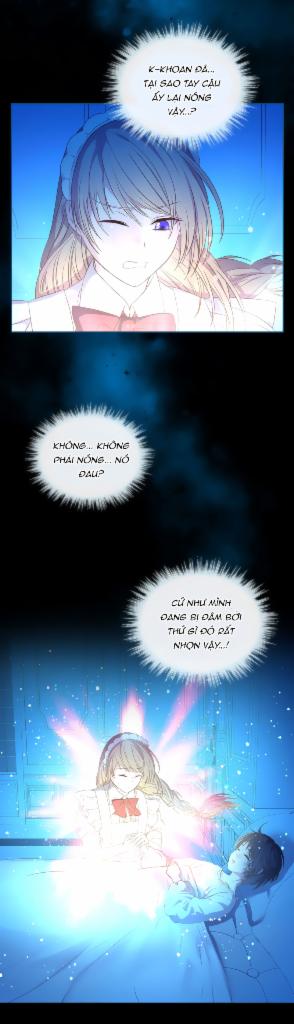 K-KHOAN ĐÃ...
TẠI SAO TAY CẬU
ẤY LẠI NÓNG
VẬY...?
KHÔNG... KHÔNG
PHẢI NÓNG... NÓ
ĐAU?
CỨ NHƯ MÌNH
ĐANG BỊ ĐÂM BỞI
THỨ GÌ ĐÓ RẤT
NHỌN VẬY...!